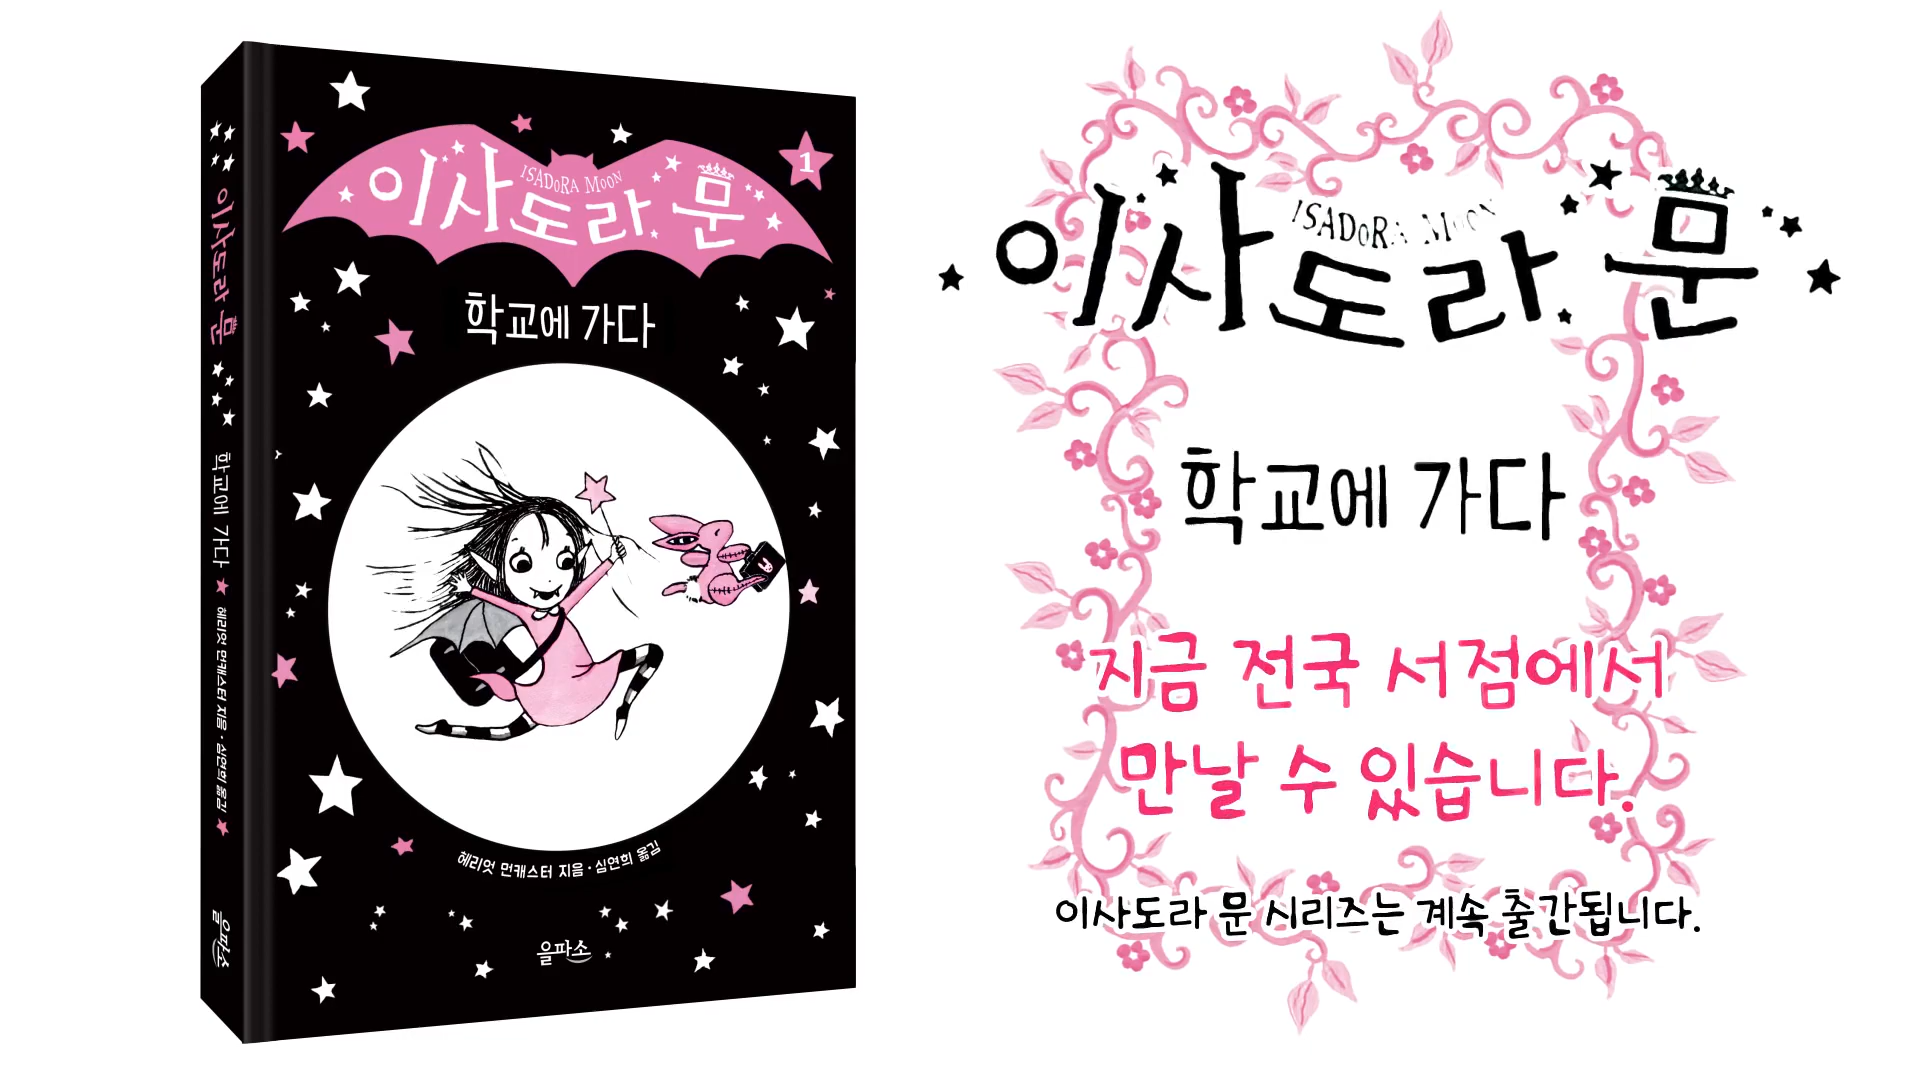 이사도라 문
학교에 가다
헤리엇 먼캐스터 지음 · 심연희 옮김
을파소
ISADORA MOON
이사도라 문
1
학교에 가다
헤리엇 먼캐스터 지음 · 심연희 옮김
을파소
ISADORA MOON
이사도라 문
학교에 가다
지금 전국 서점에서
만날 수 있습니다.
이사도라 문 시리즈는 계속 출간됩니다.